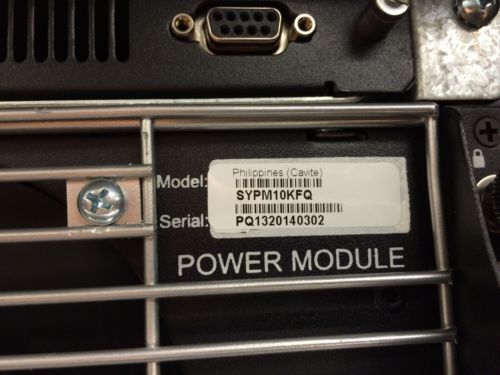 Philippines (Cavite)
Model: SYPM10KFQ
Serial: PQ1320140302
POWER MODULE